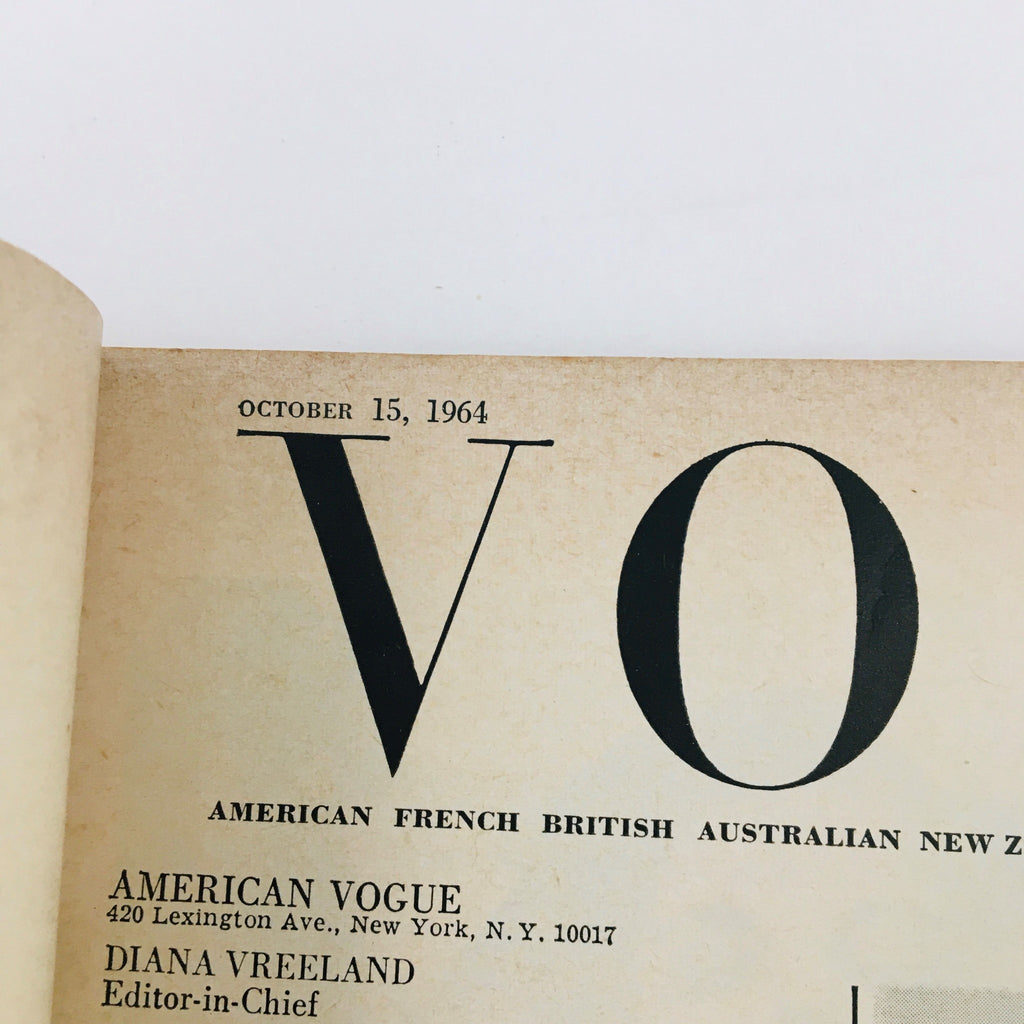 OCTOBER 15, 1964
VO
AMERICAN FRENCH BRITISH AUSTRALIAN NEW Z
AMERICAN VOGUE
420 Lexington Ave., New York, N. Y. 10017
DIANA VREELAND
Editor-in-Chief